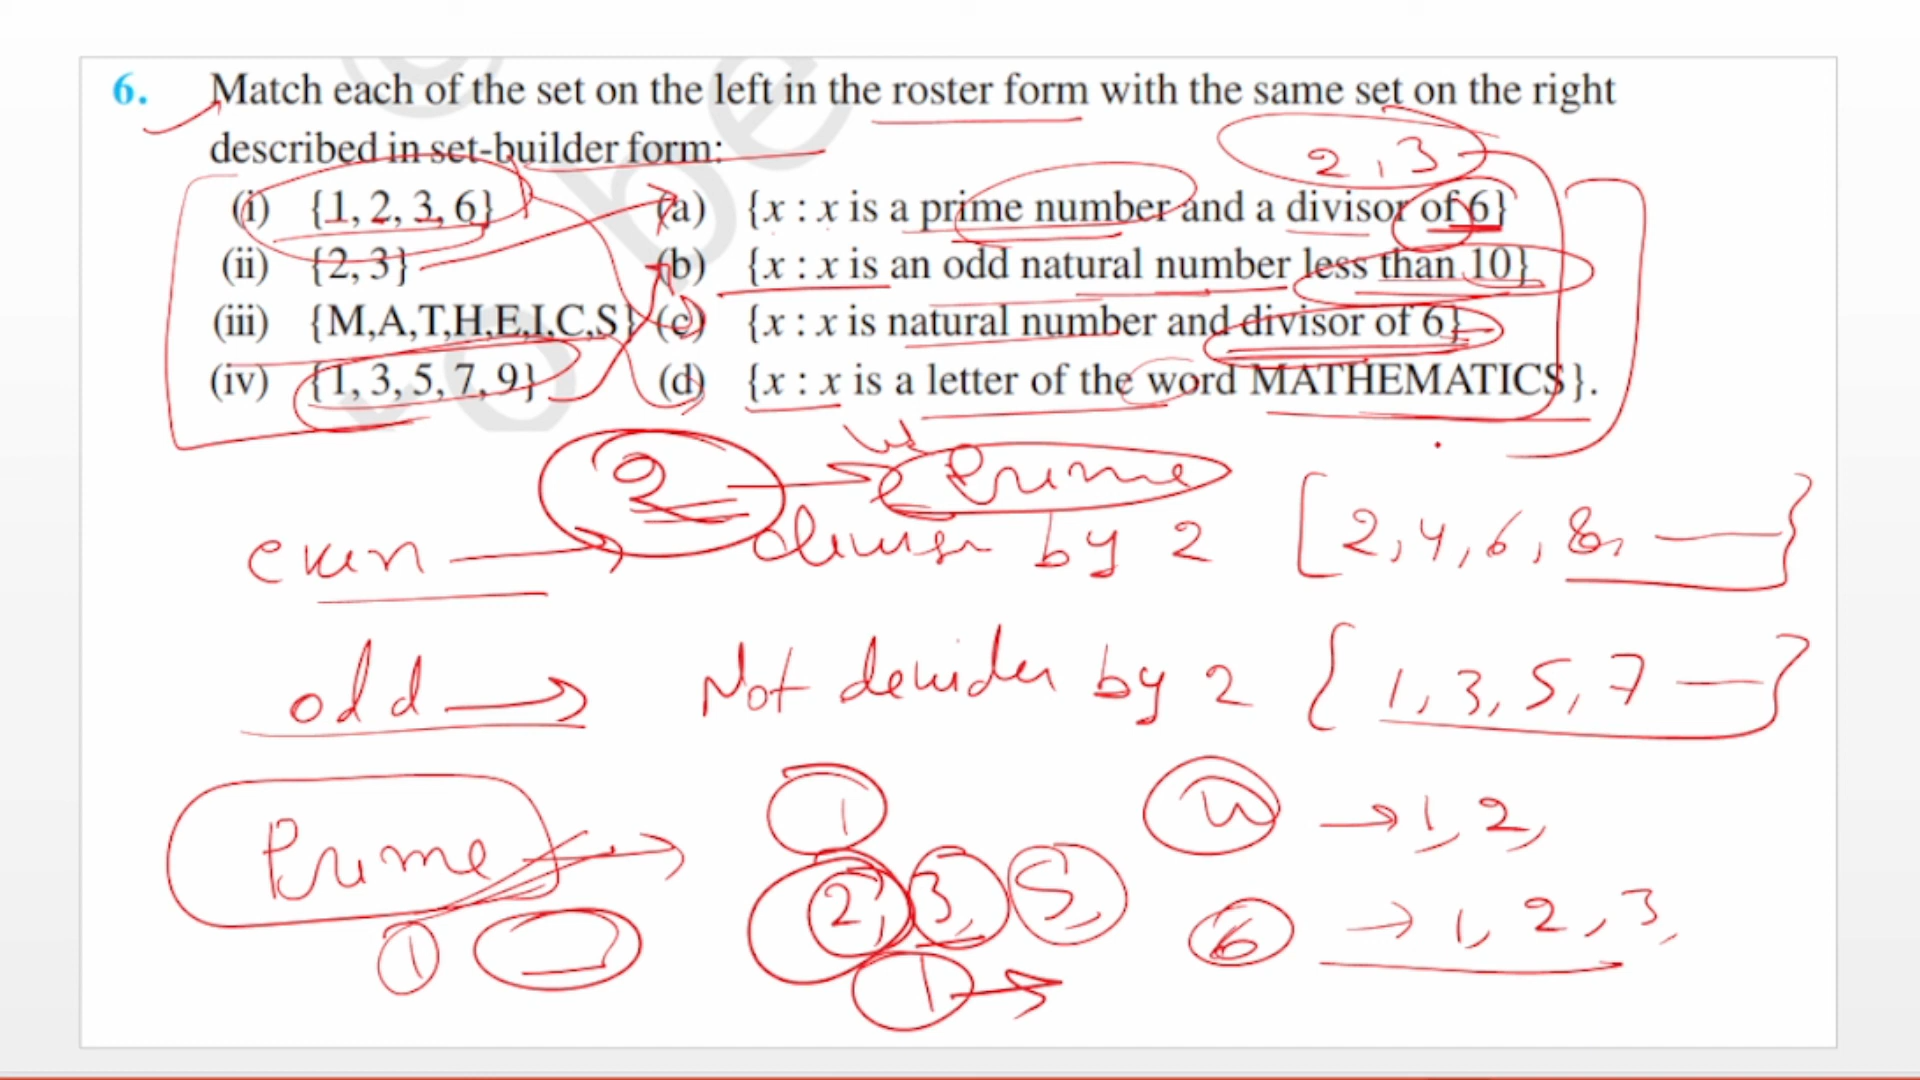 6. Match each of the set on the left in the roster form with the same set on the right
described in set-builder form:
2, 3
(i) {1, 2, 3, 6} (a) {x : x is a prime number and a divisor of 6}
(ii) {2, 3} (b) {x : x is an odd natural number less than 10}
(iii) {M,A,T,H,E,I,C,S} (c) {x : x is natural number and divisor of 6}
(iv) {1, 3, 5, 7, 9} (d) {x : x is a letter of the word MATHEMATICS}.
2 → Prime
even → by 2 [2, 4, 6, 8, —}
odd → Not by 2 { 1, 3, 5, 7 —}
Prime → 1 → 1, 2,
2, 3, 5,
1 6 → 1, 2, 3,
1 →